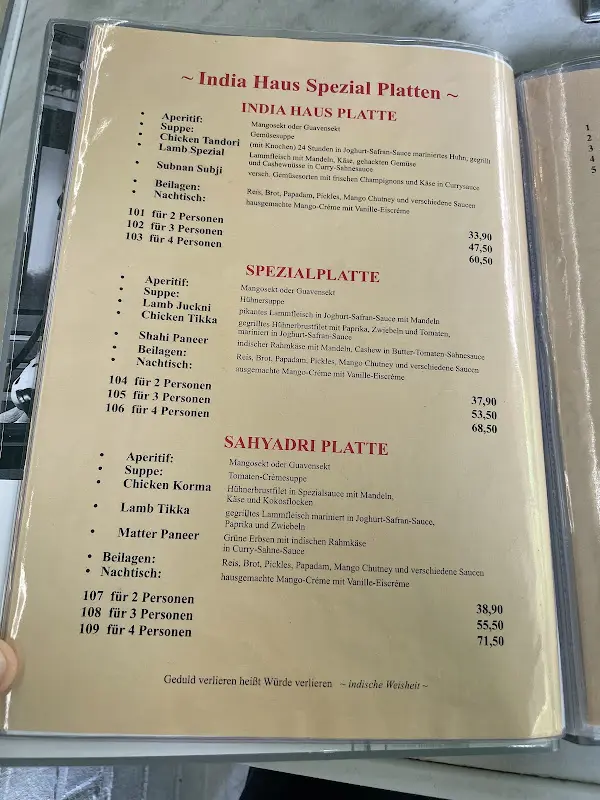 ~ India Haus Spezial Platten ~
INDIA HAUS PLATTE
• Aperitif: Mangosekt oder Guavensekt
• Suppe: Gemüsesuppe
• Chicken Tandori (mit Knochen) 24 Stunden in Joghurt-Safran-Sauce mariniertes Huhn, gegrillt
• Lamb Spezial Lammfleisch mit Mandeln, Käse, gehackten Gemüse
und Cashewnüsse in Curry-Sahnesauce
• Subnan Subji versch. Gemüsesorten mit frischen Champignons und Käse in Currysauce
• Beilagen: Reis, Brot, Papadam, Pickles, Mango Chutney und verschiedene Saucen
• Nachtisch: hausgemachte Mango-Crème mit Vanille-Eiscrème
101 für 2 Personen 33,90
102 für 3 Personen 47,50
103 für 4 Personen 60,50
SPEZIALPLATTE
• Aperitif: Mangosekt oder Guavensekt
• Suppe: Hühnersuppe
• Lamb Juckni pikantes Lammfleisch in Joghurt-Safran-Sauce mit Mandeln
• Chicken Tikka gegrilltes Hühnerbrustfilet mit Paprika, Zwiebeln und Tomaten,
mariniert in Joghurt-Safran-Sauce
• Shahi Paneer indischer Rahmkäse mit Mandeln, Cashew in Butter-Tomaten-Sahnesauce
• Beilagen: Reis, Brot, Papadam, Pickles, Mango Chutney und verschiedene Saucen
• Nachtisch: ausgemachte Mango-Crème mit Vanille-Eiscrème
104 für 2 Personen 37,90
105 für 3 Personen 53,50
106 für 4 Personen 68,50
SAHYADRI PLATTE
• Aperitif: Mangosekt oder Guavensekt
• Suppe: Tomaten-Crèmesuppe
• Chicken Korma Hühnerbrustfilet in Spezialsauce mit Mandeln,
Käse und Kokosflocken
• Lamb Tikka gegrilltes Lammfleisch mariniert in Joghurt-Safran-Sauce,
Paprika und Zwiebeln
• Matter Paneer Grüne Erbsen mit indischen Rahmkäse
in Curry-Sahne-Sauce
• Beilagen: Reis, Brot, Pickles, Papadam, Mango Chutney und verschiedene Saucen
• Nachtisch: hausgemachte Mango-Crème mit Vanille-Eiscrème
107 für 2 Personen 38,90
108 für 3 Personen 55,50
109 für 4 Personen 71,50
Geduld verlieren heißt Würde verlieren ~ indische Weisheit ~
1
2
3
4
5